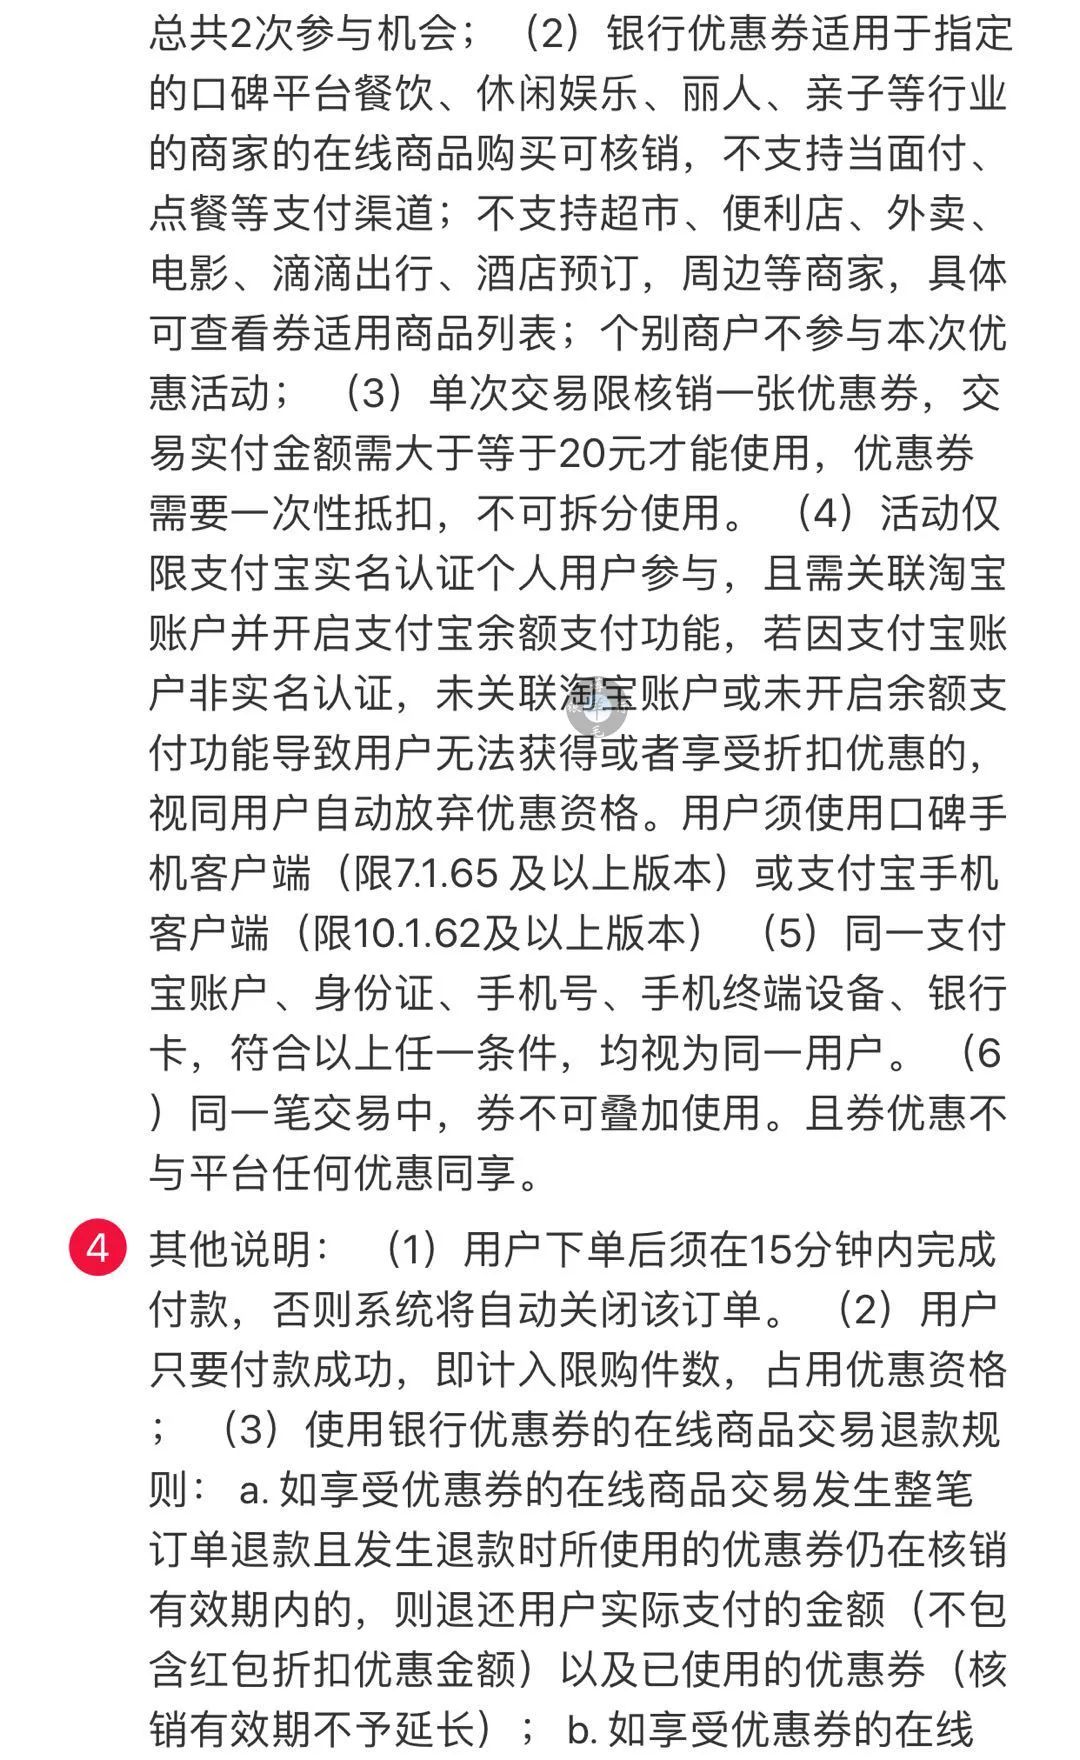 总共2次参与机会；（2）银行优惠券适用于指定
的口碑平台餐饮、休闲娱乐、丽人、亲子等行业
的商家的在线商品购买可核销，不支持当面付、
点餐等支付渠道；不支持超市、便利店、外卖、
电影、滴滴出行、酒店预订，周边等商家，具体
可查看券适用商品列表；个别商户不参与本次优
惠活动；（3）单次交易限核销一张优惠券，交
易实付金额需大于等于20元才能使用，优惠券
需要一次性抵扣，不可拆分使用。（4）活动仅
限支付宝实名认证个人用户参与，且需关联淘宝
账户并开启支付宝余额支付功能，若因支付宝账
户非实名认证，未关联淘宝账户或未开启余额支
付功能导致用户无法获得或者享受折扣优惠的，
视同用户自动放弃优惠资格。用户须使用口碑手
机客户端（限7.1.65 及以上版本）或支付宝手机
客户端（限10.1.62及以上版本）（5）同一支付
宝账户、身份证、手机号、手机终端设备、银行
卡，符合以上任一条件，均视为同一用户。（6
）同一笔交易中，券不可叠加使用。且券优惠不
与平台任何优惠同享。
4 其他说明：（1）用户下单后须在15分钟内完成
付款，否则系统将自动关闭该订单。（2）用户
只要付款成功，即计入限购件数，占用优惠资格
；（3）使用银行优惠券的在线商品交易退款规
则： a. 如享受优惠券的在线商品交易发生整笔
订单退款且发生退款时所使用的优惠券仍在核销
有效期内的，则退还用户实际支付的金额（不包
含红包折扣优惠金额）以及已使用的优惠券（核
销有效期不予延长）； b. 如享受优惠券的在线